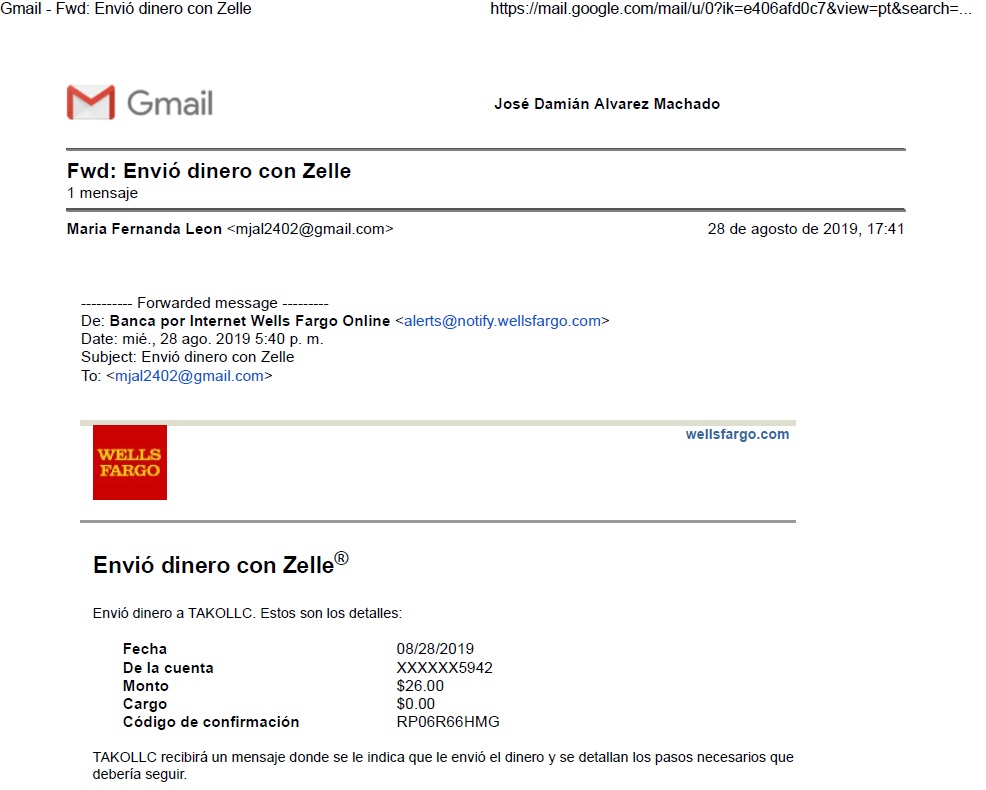 Gmail - Fwd: Envió dinero con Zelle https://mail.google.com/mail/u/0?ik=e406afd0c7&view=pt&search=...
Gmail José Damián Alvarez Machado
Fwd: Envió dinero con Zelle
1 mensaje
Maria Fernanda Leon <mjal2402@gmail.com> 28 de agosto de 2019, 17:41
---------- Forwarded message ---------
De: Banca por Internet Wells Fargo Online <alerts@notify.wellsfargo.com>
Date: mié., 28 ago. 2019 5:40 p. m.
Subject: Envió dinero con Zelle
To: <mjal2402@gmail.com>
wellsfargo.com
WELLS
FARGO
Envió dinero con Zelle®
Envió dinero a TAKOLLC. Estos son los detalles:
Fecha 08/28/2019
De la cuenta XXXXXX5942
Monto $26.00
Cargo $0.00
Código de confirmación RP06R66HMG
TAKOLLC recibirá un mensaje donde se le indica que le envió el dinero y se detallan los pasos necesarios que
debería seguir.